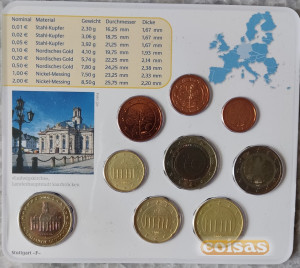 Nominal Material Gewicht Durchmesser Dicke
0,01 € Stahl-Kupfer 2,30 g 16,25 mm 1,67 mm
0,02 € Stahl-Kupfer 3,06 g 18,75 mm 1,67 mm
0,05 € Stahl-Kupfer 3,92 g 21,25 mm 1,67 mm
0,10 € Nordisches Gold 4,10 g 19,75 mm 1,93 mm
0,20 € Nordisches Gold 5,74 g 22,25 mm 2,14 mm
0,50 € Nordisches Gold 7,80 g 24,25 mm 2,38 mm
1,00 € Nickel-Messing 7,50 g 23,25 mm 2,33 mm
2,00 € Nickel-Messing 8,50 g 25,75 mm 2,20 mm
Landeshauptstadt Saarbrücken
Stuttgart -F-
coisas